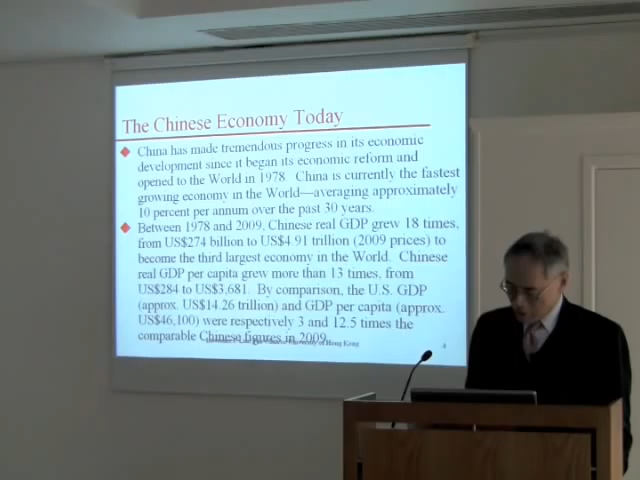 The Chinese Economy Today
China has made tremendous progress in its economic
development since it began its economic reform and
opened to the World in 1978. China is currently the fastest
growing economy in the World—averaging approximately
10 percent per annum over the past 30 years.
Between 1978 and 2009, Chinese real GDP grew 18 times,
from US$274 billion to US$4.91 trillion (2009 prices) to
become the third largest economy in the World. Chinese
real GDP per capita grew more than 13 times, from
US$284 to US$3,681. By comparison, the U.S. GDP
(approx. US$14.26 trillion) and GDP per capita (approx.
US$46,100) were respectively 3 and 12.5 times the
comparable Chinese figures in 2009.
University of Hong Kong
4